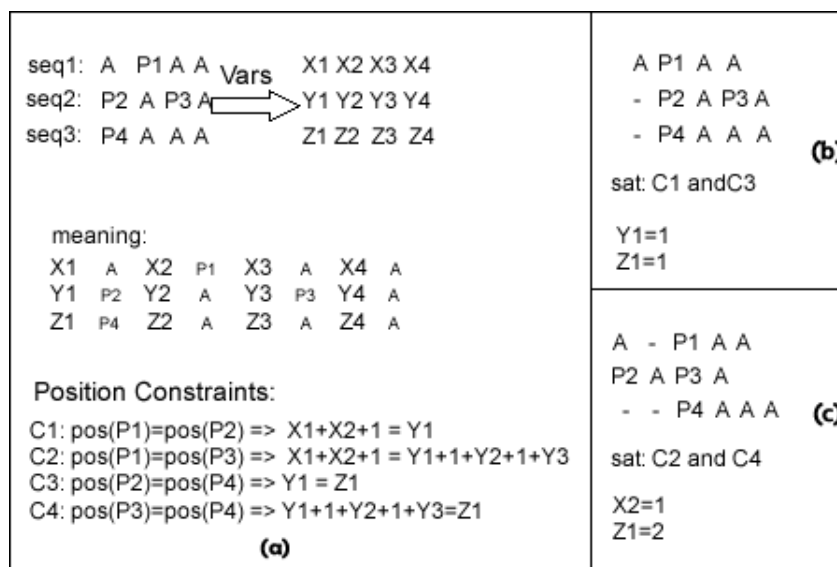 seq1: A P1 A A Vars X1 X2 X3 X4
seq2: P2 A P3 A Y1 Y2 Y3 Y4
seq3: P4 A A A Z1 Z2 Z3 Z4
meaning:
X1 A X2 P1 X3 A X4 A
Y1 P2 Y2 A Y3 P3 Y4 A
Z1 P4 Z2 A Z3 A Z4 A
Position Constraints:
C1: pos(P1)=pos(P2) => X1+X2+1 = Y1
C2: pos(P1)=pos(P3) => X1+X2+1 = Y1+1+Y2+1+Y3
C3: pos(P2)=pos(P4) => Y1 = Z1
C4: pos(P3)=pos(P4) => Y1+1+Y2+1+Y3=Z1
(a)
A P1 A A
- P2 A P3 A
- P4 A A A
(b)
sat: C1 andC3
Y1=1
Z1=1
A - P1 A A
P2 A P3 A
- - P4 A A A
(c)
sat: C2 and C4
X2=1
Z1=2